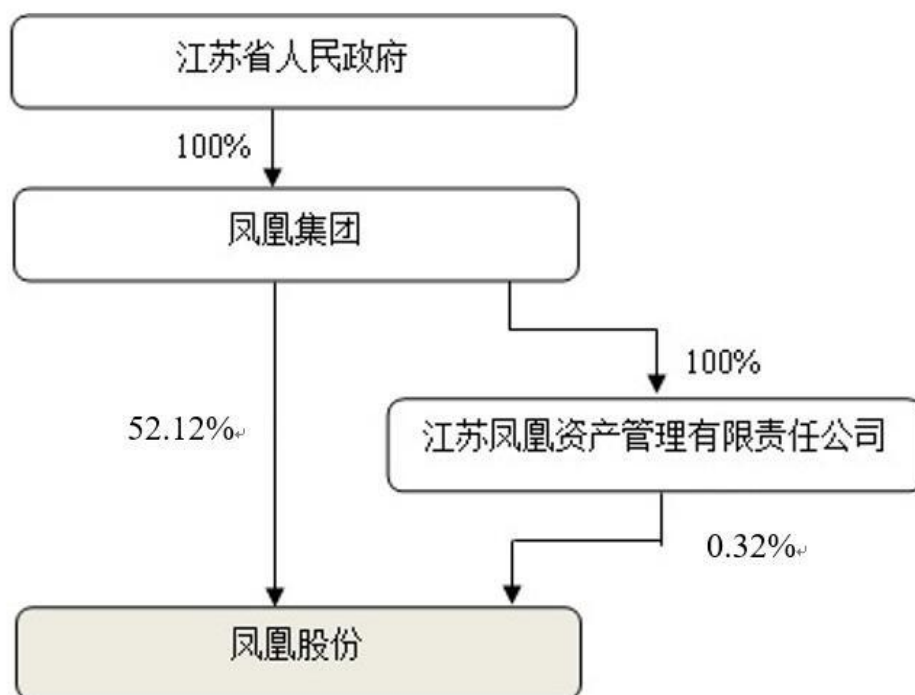 江苏省人民政府
100%
凤凰集团
100%
52.12%
江苏凤凰资产管理有限责任公司
0.32%
凤凰股份